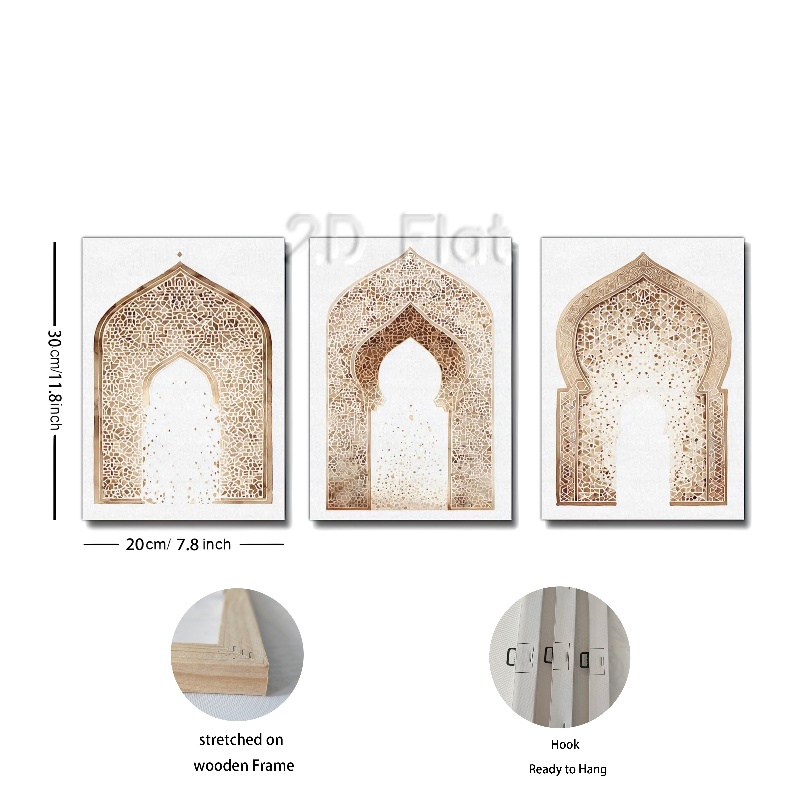 2D Flat
30cm/11.8inch
20cm/ 7.8 inch
stretched on
wooden Frame
Hook
Ready to Hang